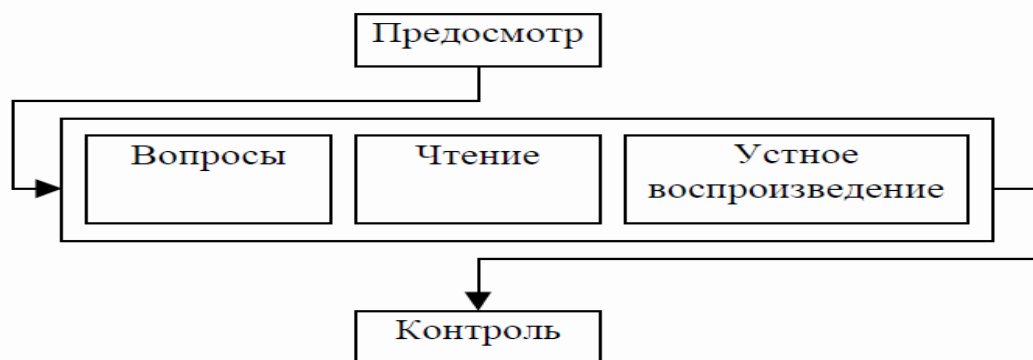 Предосмотр
Вопросы
Чтение
Устное
воспроизведение
Контроль